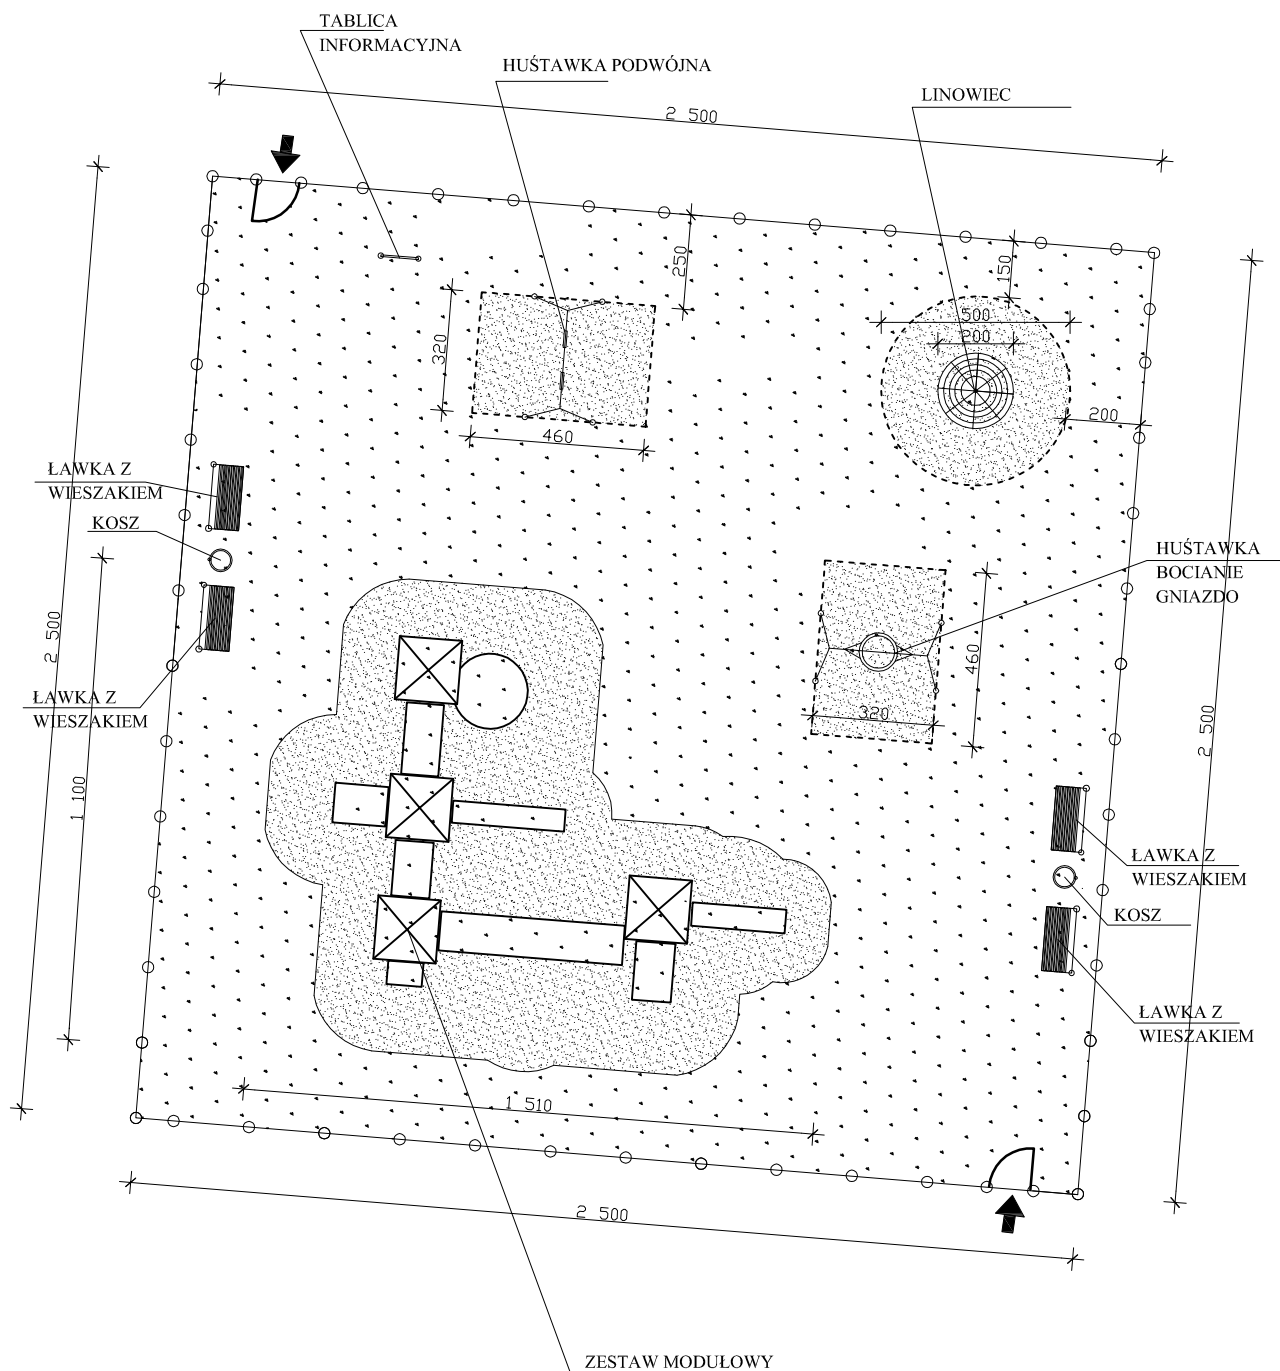 TABLICA
INFORMACYJNA
HUŚTAWKA PODWÓJNA
LINOWIEC
2 500
250
150
500
200
320
200
460
ŁAWKA Z
WIESZAKIEM
KOSZ
HUŚTAWKA
BOCIANIE
GNIAZDO
2 500
460
ŁAWKA Z
WIESZAKIEM
320
2 500
1 100
ŁAWKA Z
WIESZAKIEM
KOSZ
ŁAWKA Z
WIESZAKIEM
1 510
2 500
ZESTAW MODUŁOWY